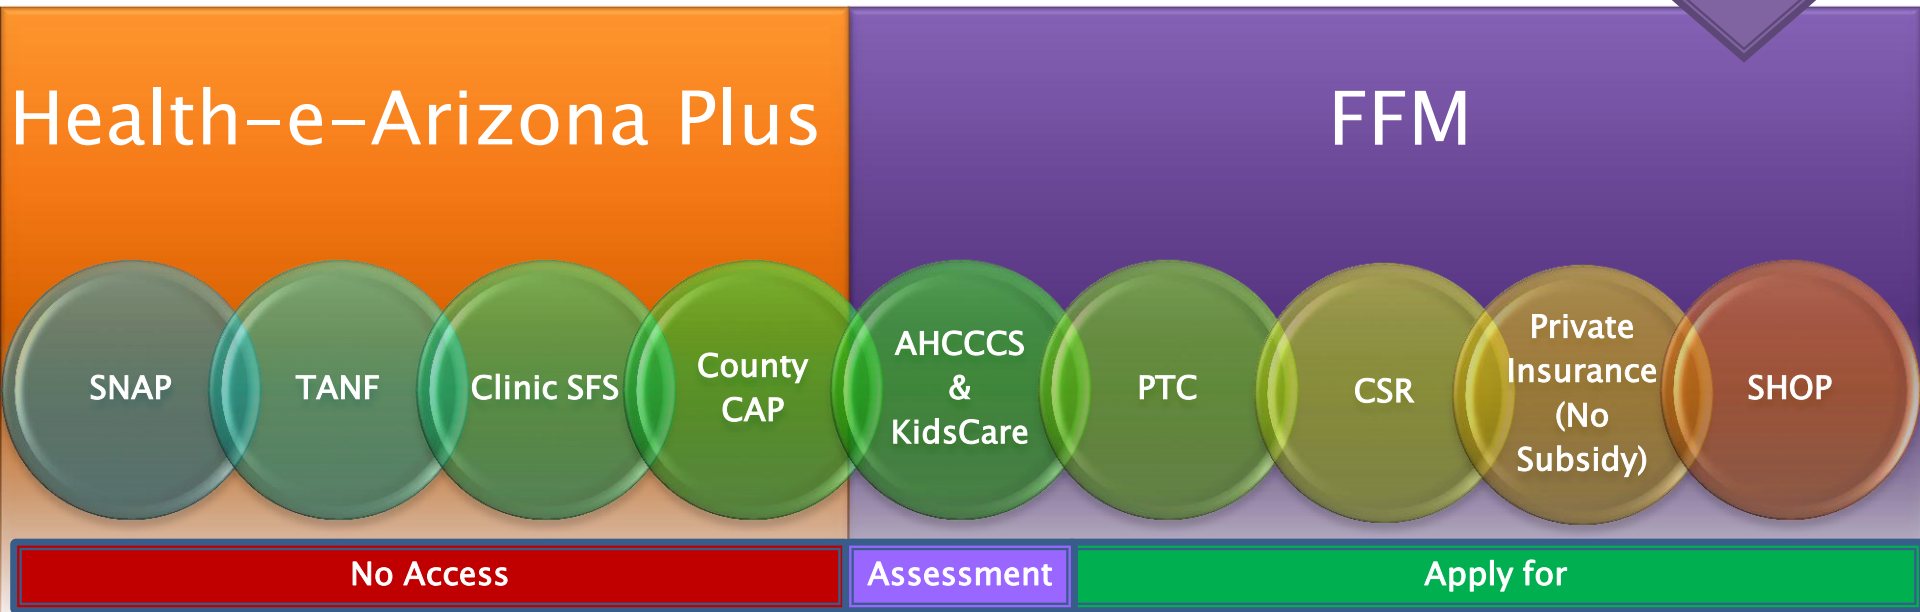 Health-e-Arizona Plus
FFM
SNAP
TANF
Clinic SFS
County
CAP
AHCCCS
&
KidsCare
PTC
CSR
Private
Insurance
(No
Subsidy)
SHOP
No Access
Assessment
Apply for